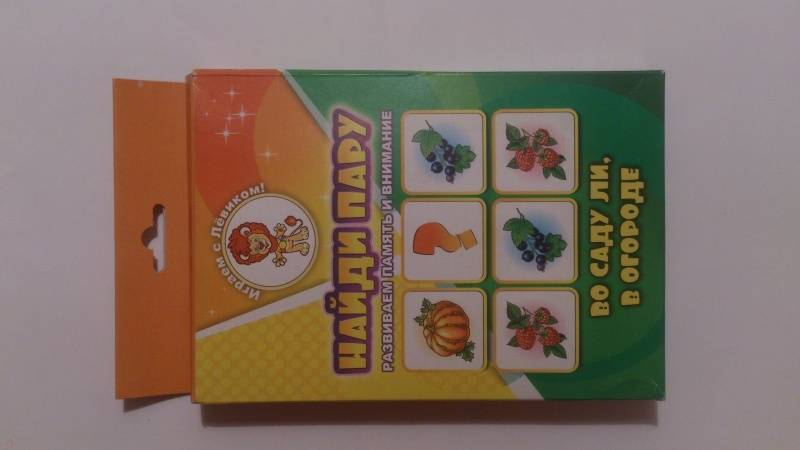 Играем с Лёвиком!
НАЙДИ ПАРУ
РАЗВИВАЕМ ПАМЯТЬ И ВНИМАНИЕ
ВО САДУ ЛИ,
В ОГОРОДЕ